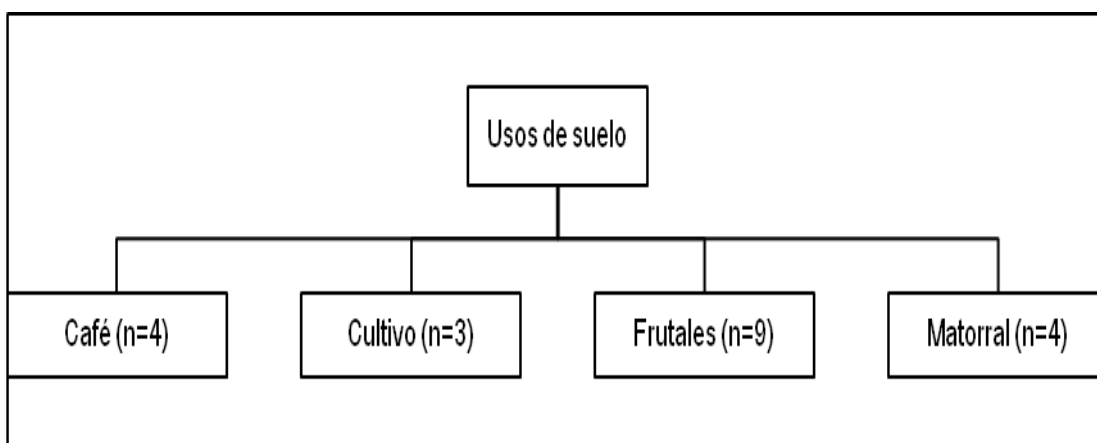 Usos de suelo
Café (n=4)
Cultivo (n=3)
Frutales (n=9)
Matorral (n=4)